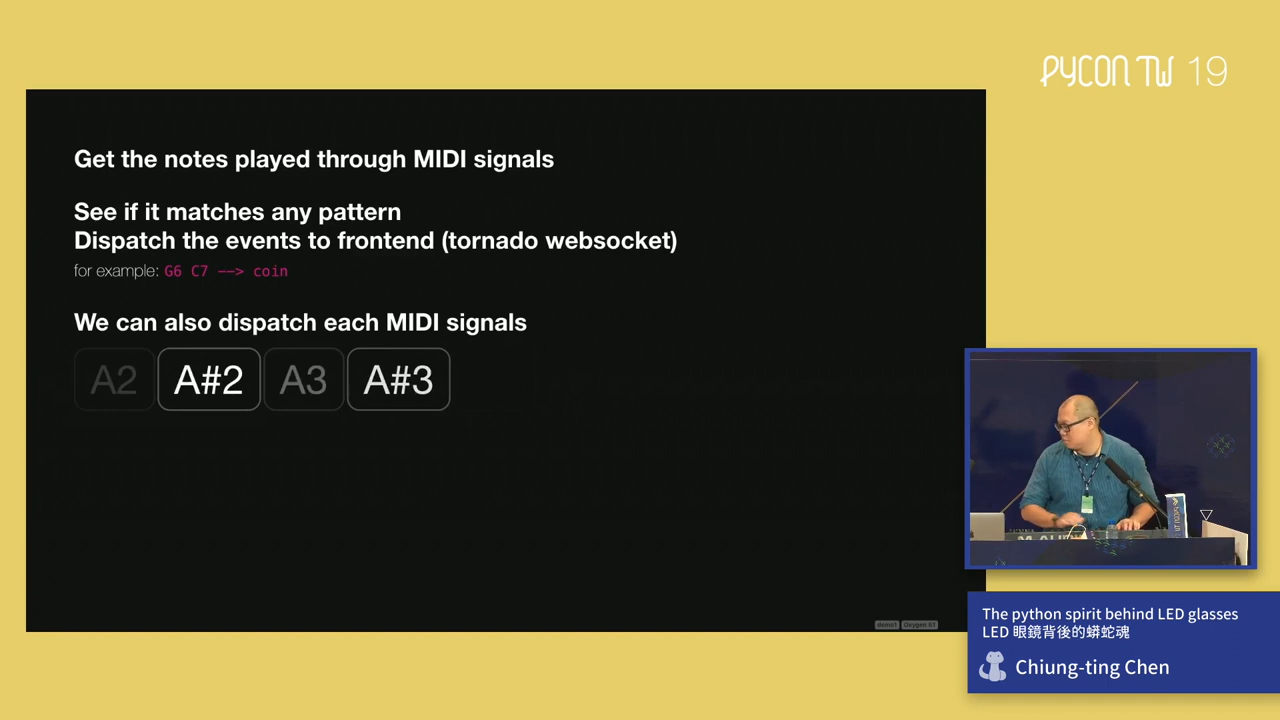 PYCON TW 19
Get the notes played through MIDI signals
See if it matches any pattern
Dispatch the events to frontend (tornado websocket)
for example: G6 C7 --> coin
We can also dispatch each MIDI signals
A2 A#2 A3 A#3
demo1 Oxygen 61
The python spirit behind LED glasses
LED 眼鏡背後的蟒蛇魂
Chiung-ting Chen